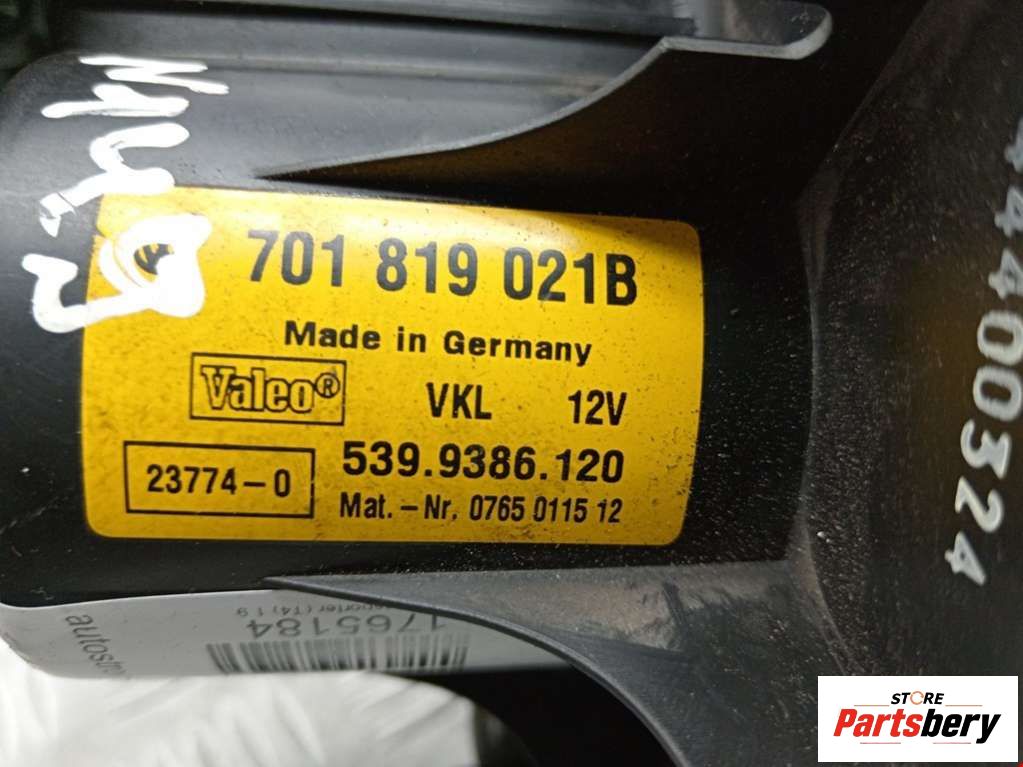 701 819 021B
Made in Germany
Valeo®
VKL 12V
23774-0
539.9386.120
Mat.-Nr. 0765 0115 12
1765184
STORE
Partsbery